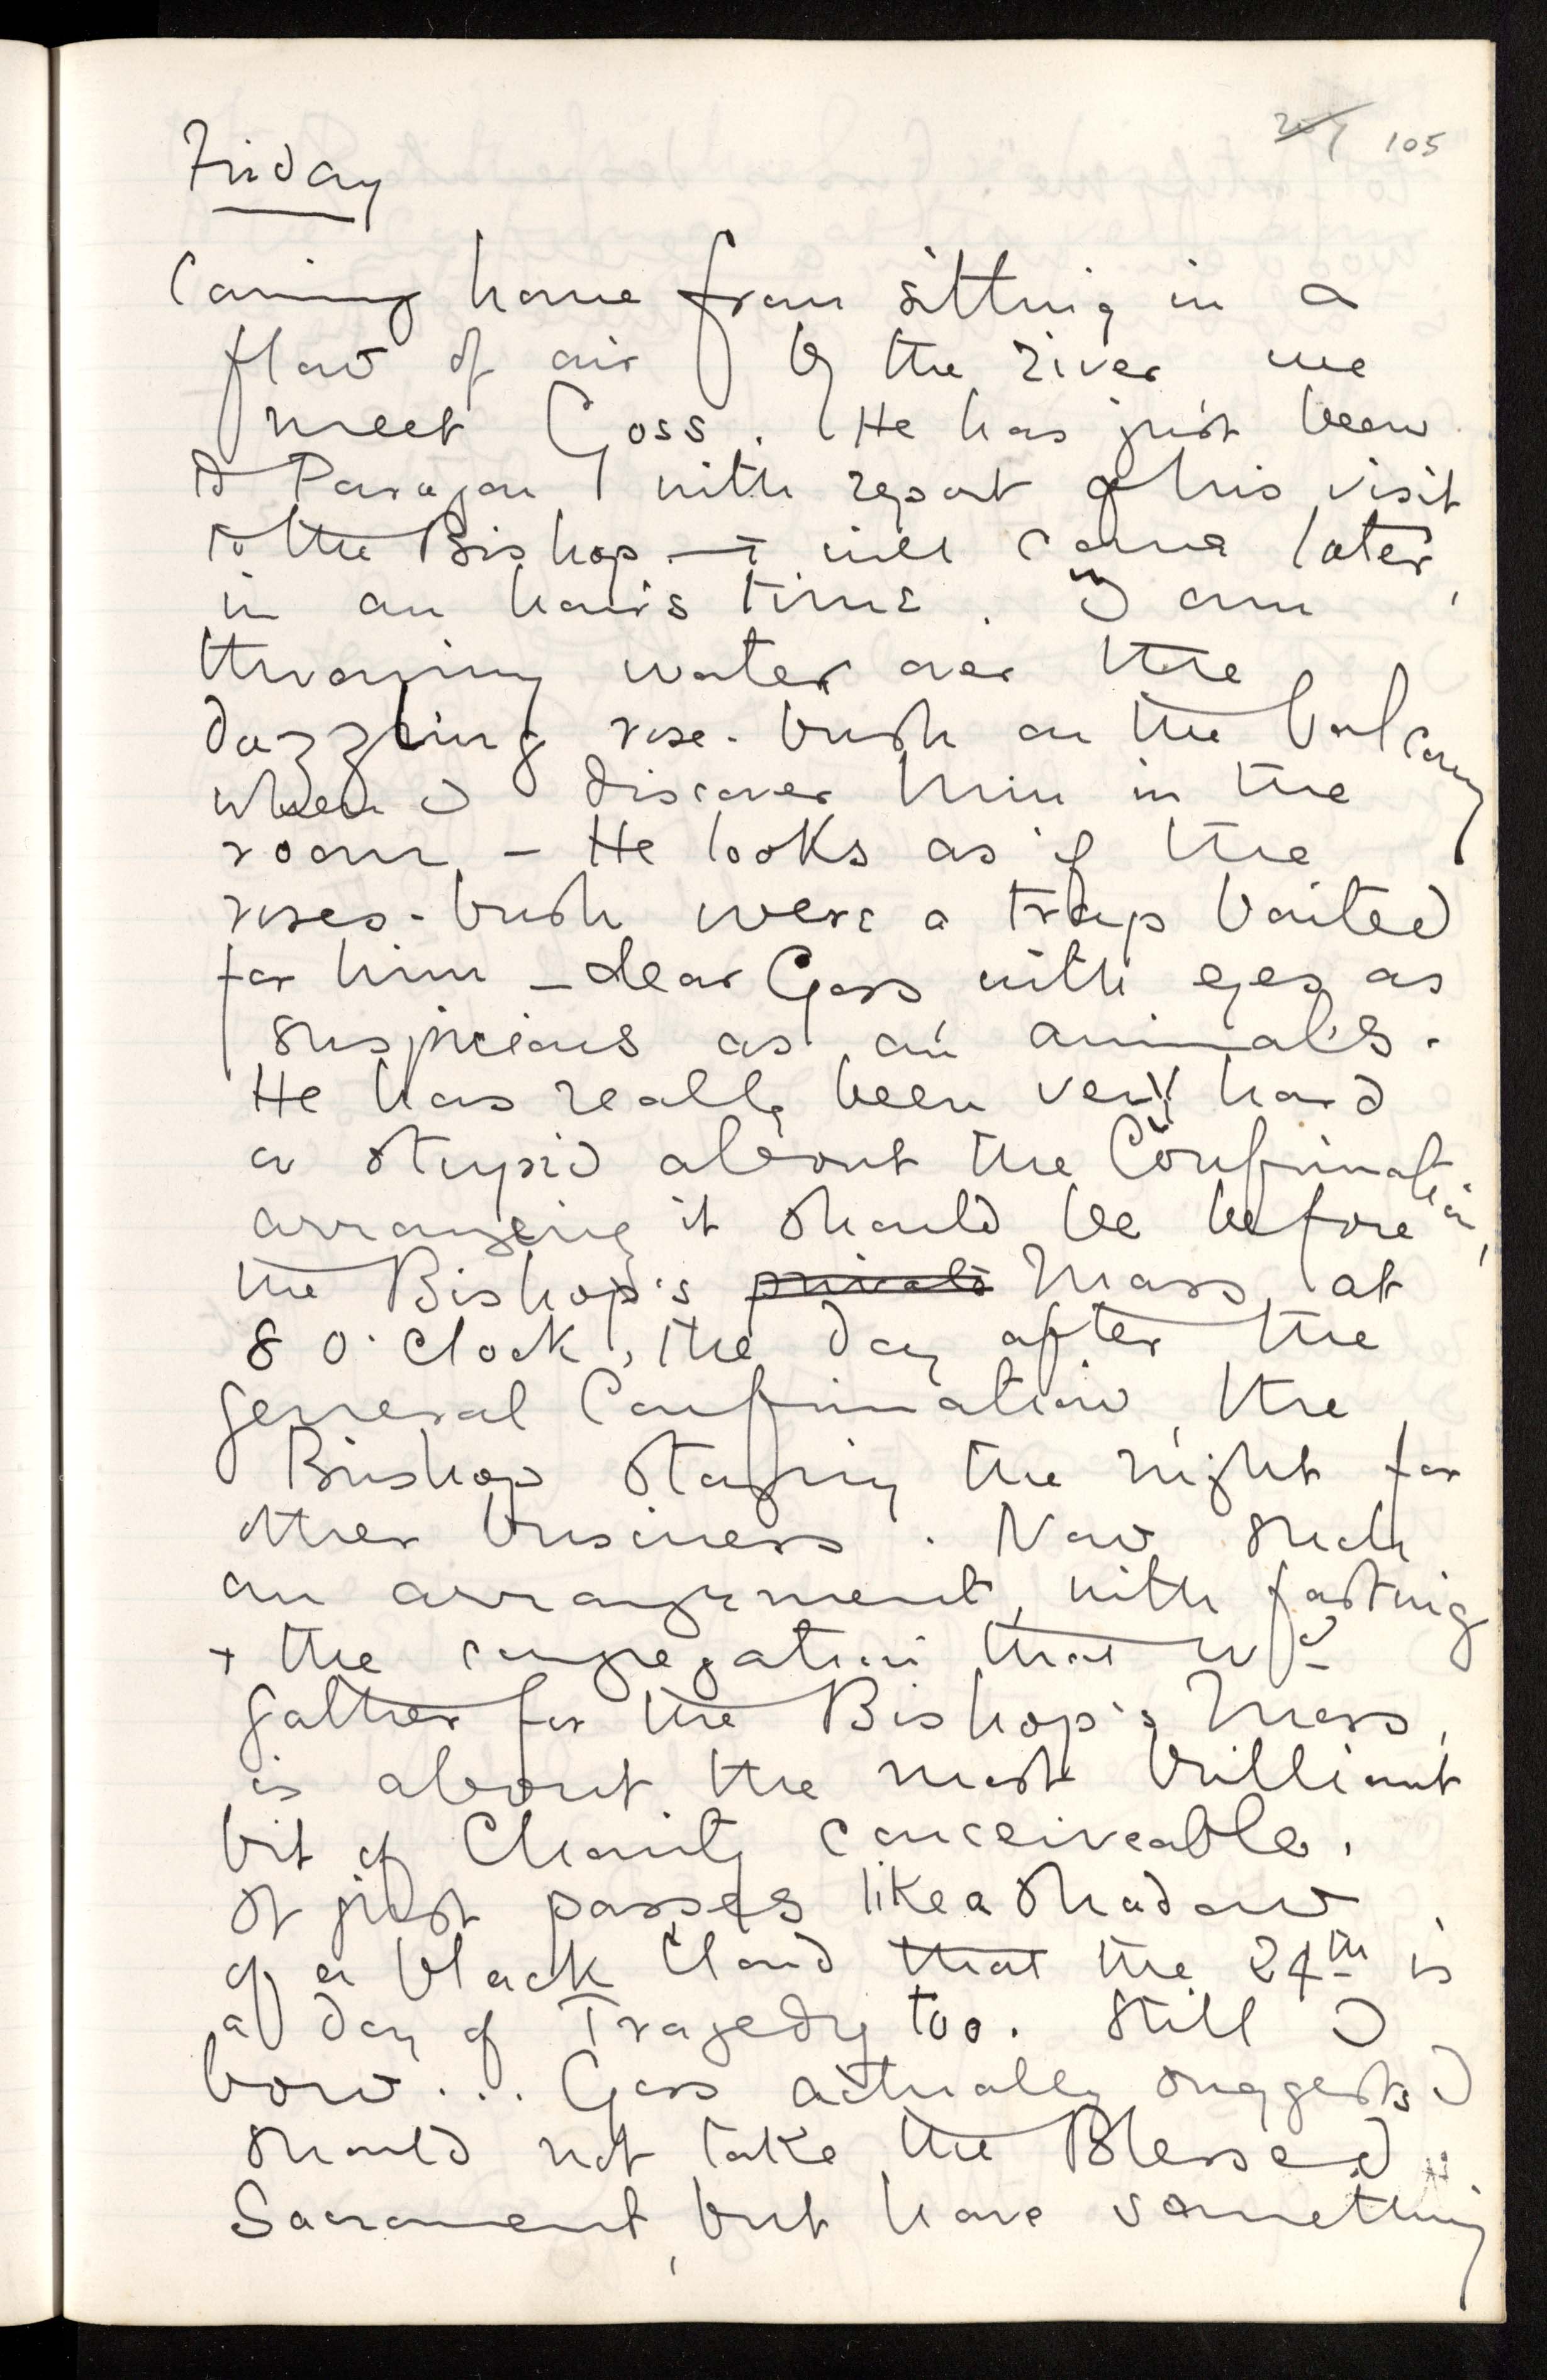 105
Friday
Coming home from sitting in a
flow of air by the river we
meet Goss. He has just been
to Paragon with report of his visit
to the Bishop – + will come later,
in an hour's time. I am
throwing water over the
dazzling rose-bush on the balcony
when I discover him in the
room – He looks as if the
roses-bush were a trap baited
for him – dear Goss with eyes as
suspicious as an animal's.
He has really been very hard
a stupid about the Confirmation,
arranging it should be before
the Bishop's private Mass at
8 o'clock, the day after the
general Confirmation, the
Bishop staying the night for
other business. Now such
an arrangement, with fasting
+ the congregation that wd
gather for the Bishop's Mass,
is about the most brilliant
bit of Charity conceiveable.
It just passes like a shadow
of a black cloud that the 24th is
a day of Tragedy too. Still I
bow... Goss actually suggests I
should not take the Blessed
Sacrament, but have something